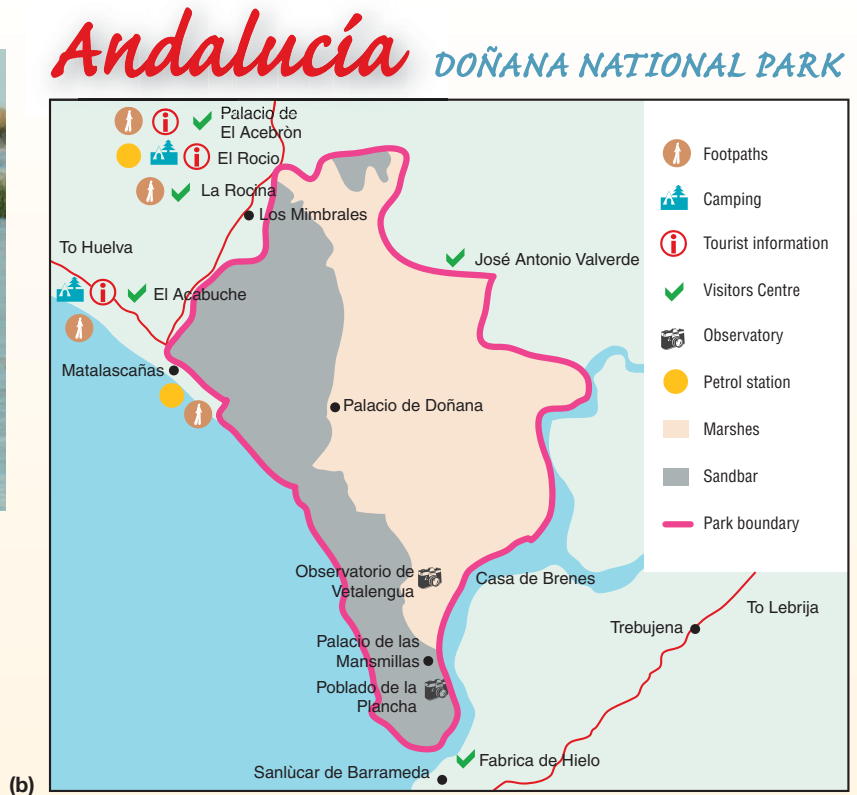 Andalucía DOÑANA NATIONAL PARK
Palacio de
El Acebròn
El Rocio
La Rocina
Los Mimbrales
To Huelva
El Acabuche
Matalascañas
José Antonio Valverde
Palacio de Doñana
Observatorio de
Vetalengua
Casa de Brenes
Palacio de las
Mansmillas
Poblado de la
Plancha
Trebujena
To Lebrija
Fabrica de Hielo
Sanlùcar de Barrameda
Footpaths
Camping
Tourist information
Visitors Centre
Observatory
Petrol station
Marshes
Sandbar
Park boundary
(b)